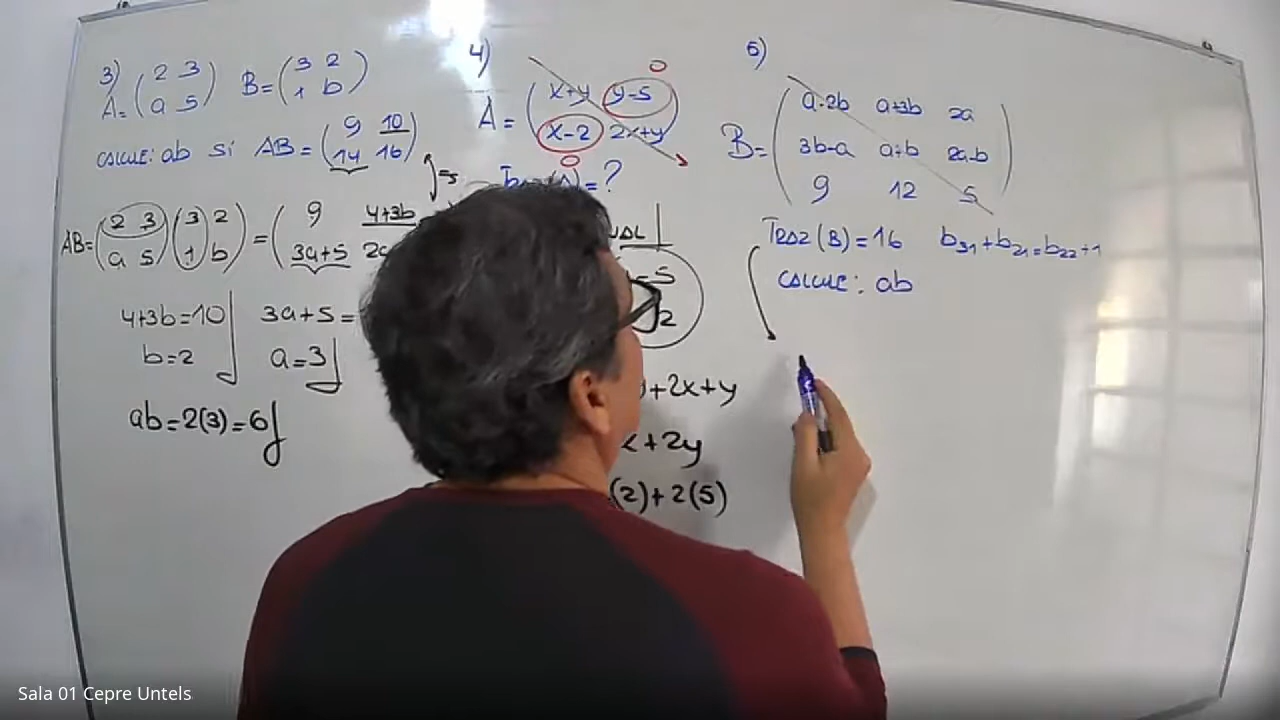 3)
A=(2 3
a 5) B=(3 2
1 b)
CALCULE: ab Si AB=(9 10
14 16)
AB=(2 3
a 5)(3 2
1 b)=(9 4+3b
3a+5 2a
4+3b=10 3a+5=
b=2 a=3
ab=2(3)=6
4)
A=(x+y y-5
x-2 2x+y)
0
0
=?
=5
+2x+y
x+2y
(2)+2(5)
5)
B=(a-2b a+3b 2a
3b-a a+b 2a-b
9 12 5)
Traz(B)=16 b31+b21=b22+1
CALCULE: ab
Sala 01 Cepre Untels